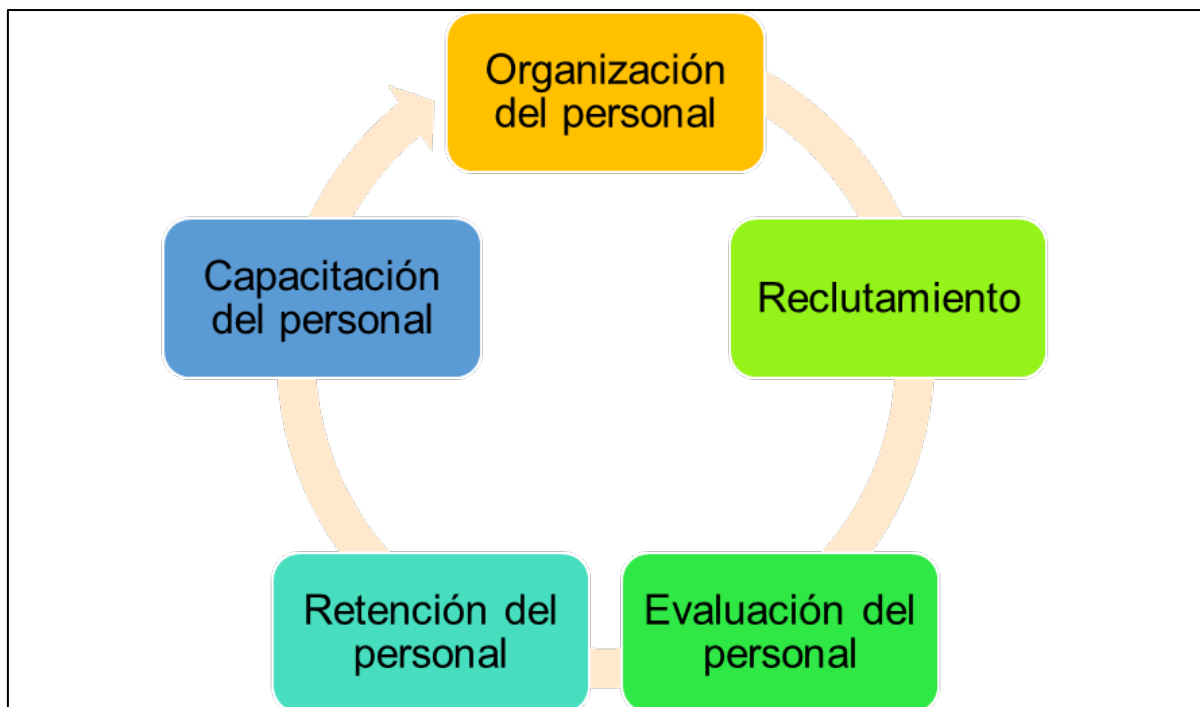 Organización
del personal
Reclutamiento
Evaluación del
personal
Retención del
personal
Capacitación
del personal